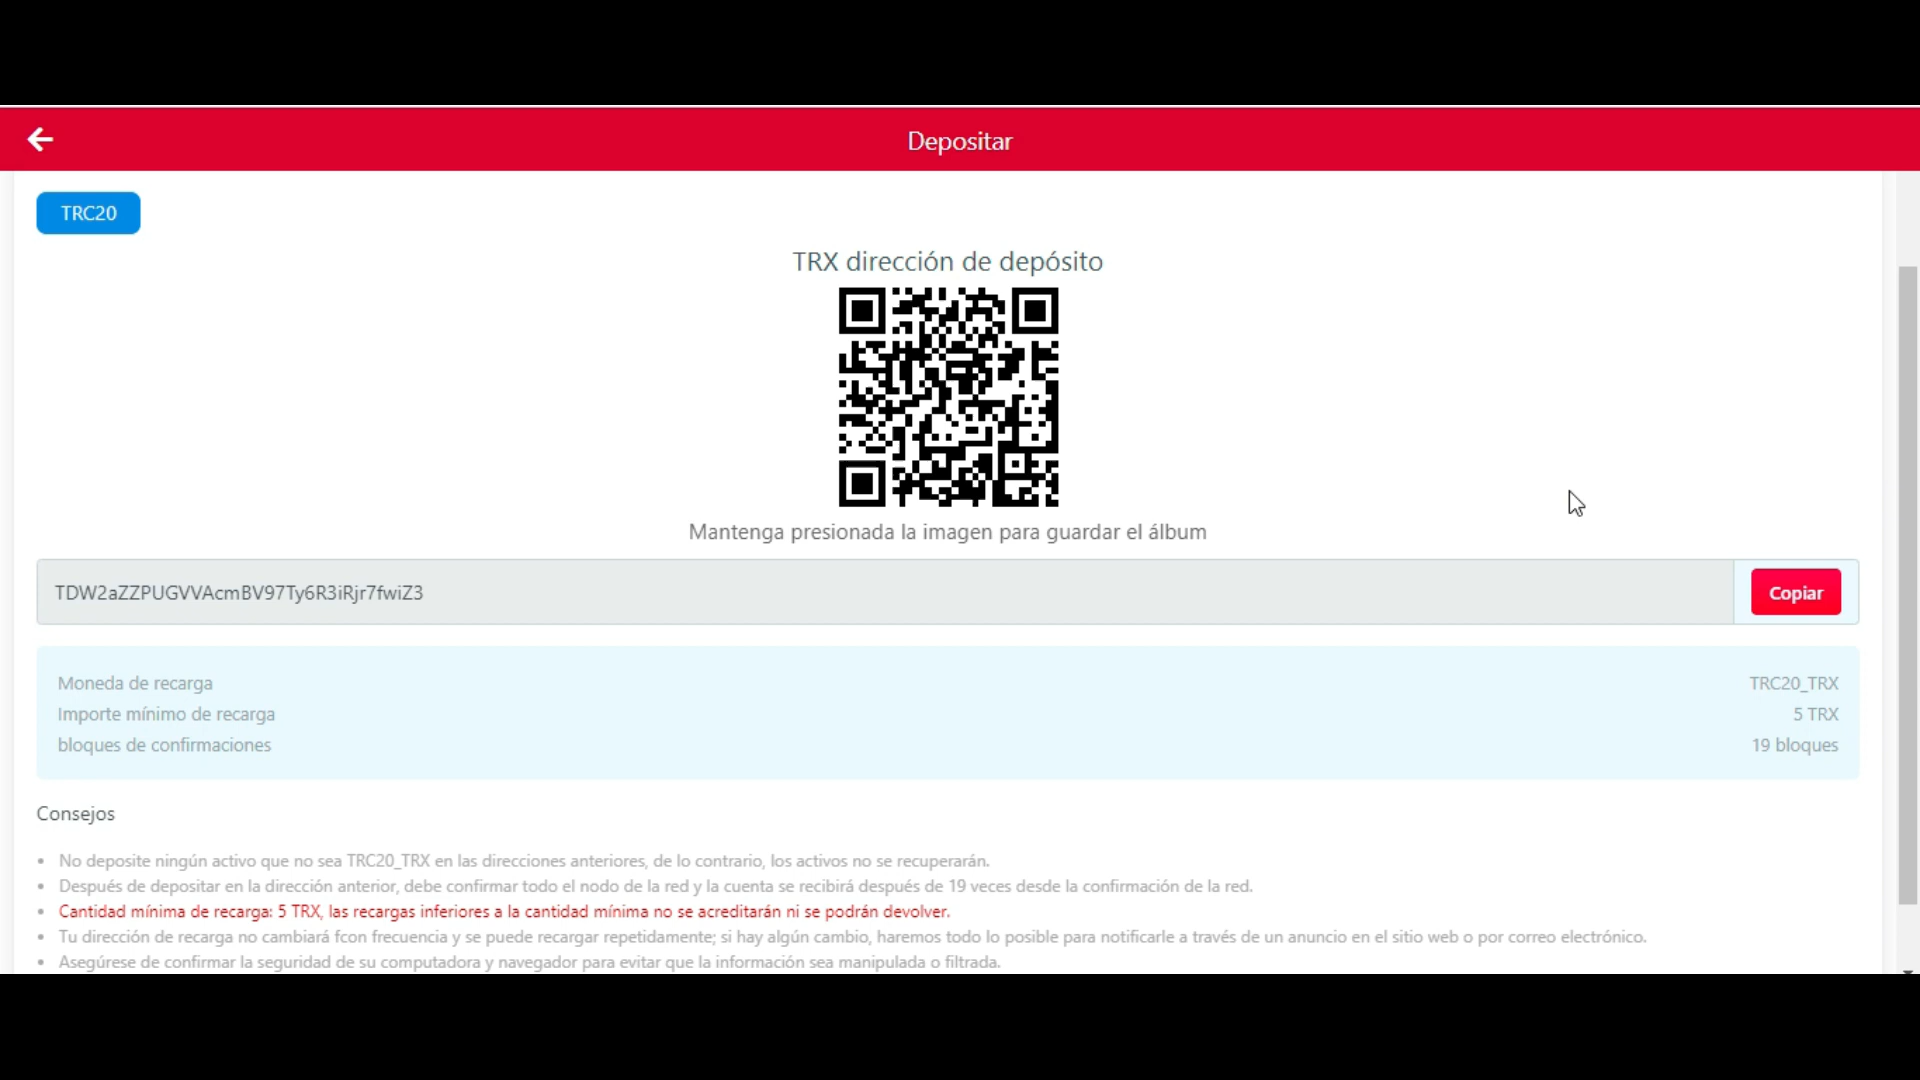 Depositar
TRC20
TRX dirección de depósito
Mantenga presionada la imagen para guardar el álbum
TDW2aZZPUGVVAcmBV97Ty6R3iRjr7fwiZ3
Copiar
Moneda de recarga TRC20_TRX
Importe mínimo de recarga 5 TRX
bloques de confirmaciones 19 bloques
Consejos
• No deposite ningún activo que no sea TRC20_TRX en las direcciones anteriores, de lo contrario, los activos no se recuperarán.
• Después de depositar en la dirección anterior, debe confirmar todo el nodo de la red y la cuenta se recibirá después de 19 veces desde la confirmación de la red.
• Cantidad mínima de recarga: 5 TRX, las recargas inferiores a la cantidad mínima no se acreditarán ni se podrán devolver.
• Tu dirección de recarga no cambiará fcon frecuencia y se puede recargar repetidamente; si hay algún cambio, haremos todo lo posible para notificarle a través de un anuncio en el sitio web o por correo electrónico.
• Asegúrese de confirmar la seguridad de su computadora y navegador para evitar que la información sea manipulada o filtrada.